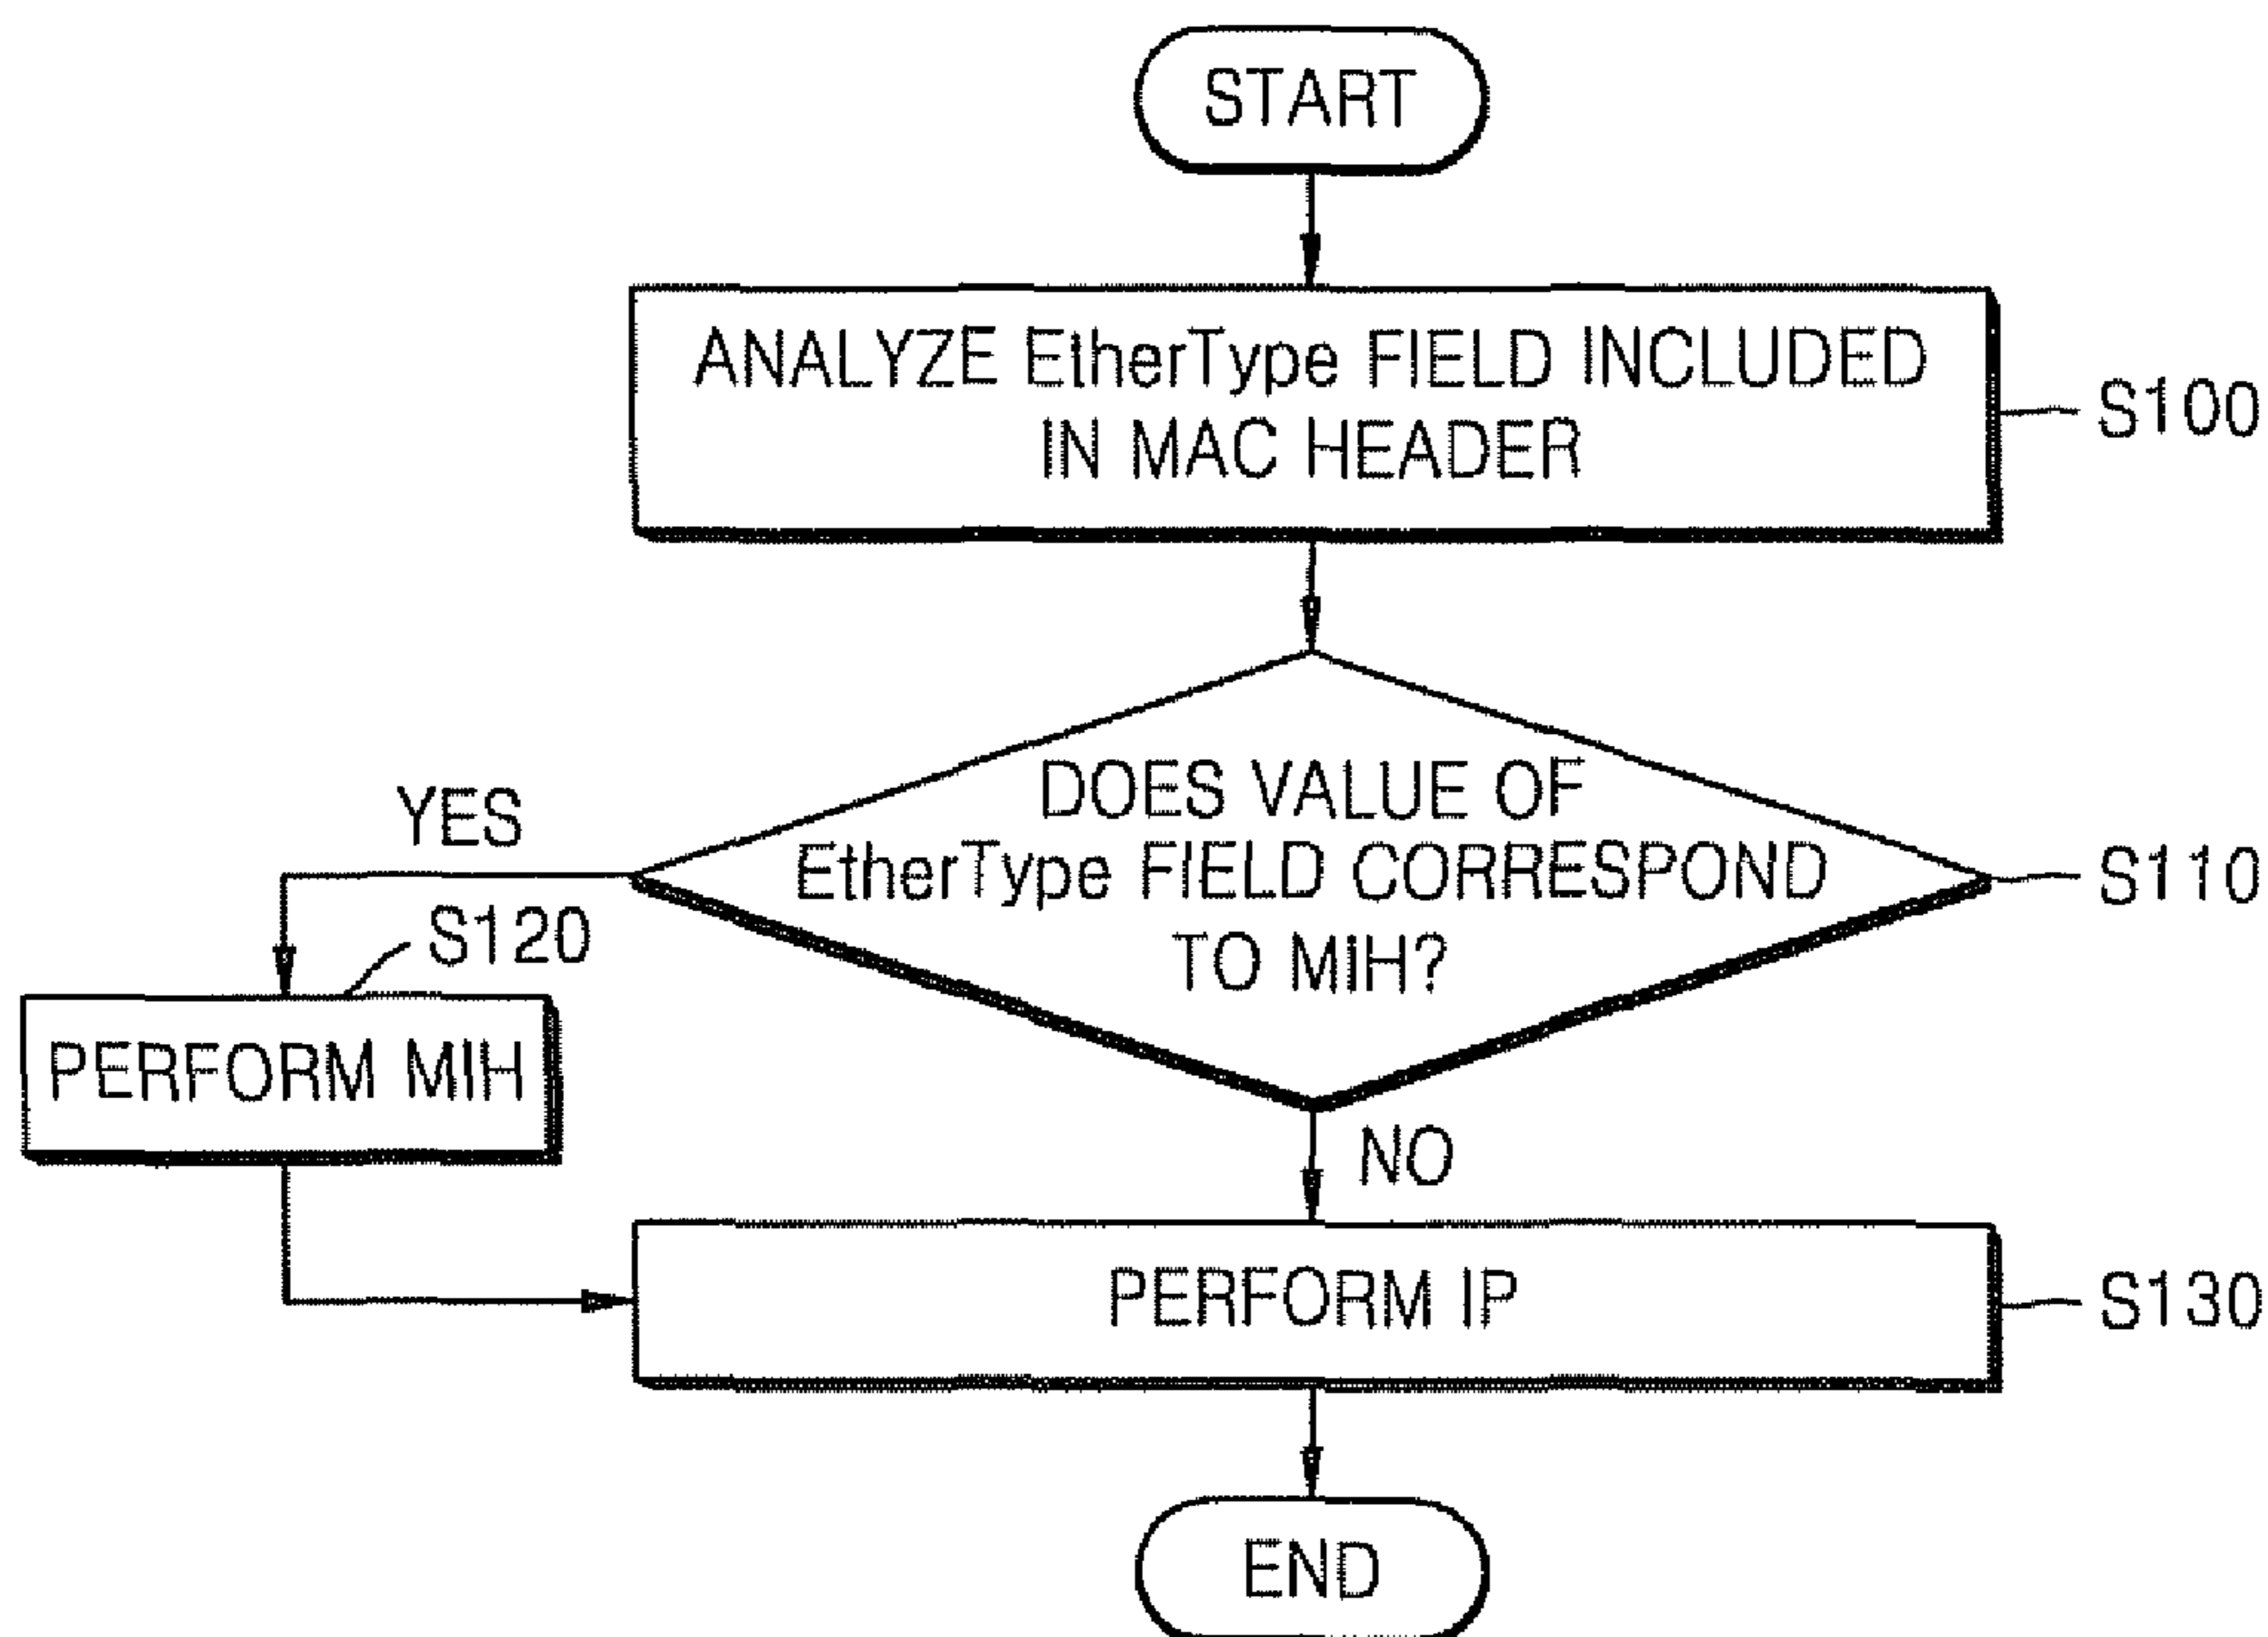 START
ANALYZE EtherType FIELD INCLUDED
IN MAC HEADER
S100
DOES VALUE OF
EtherType FIELD CORRESPOND
TO MIH?
S110
YES
S120
PERFORM MIH
NO
PERFORM IP
S130
END